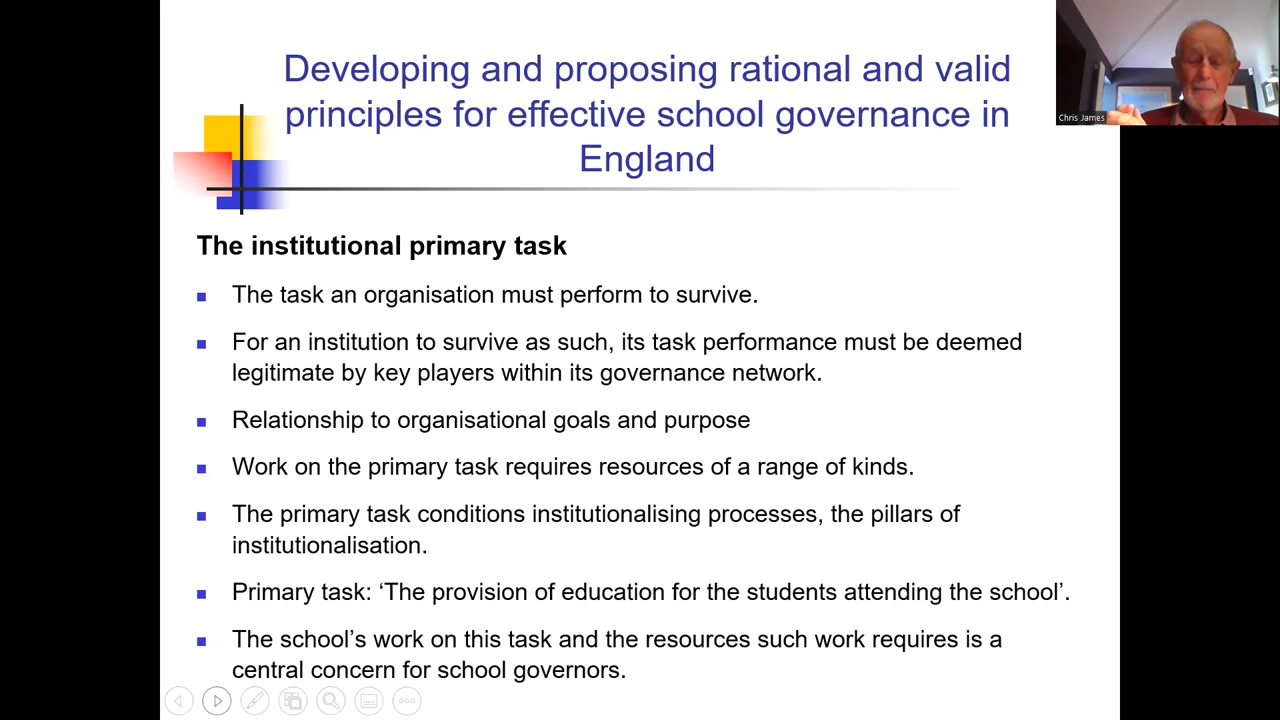 Developing and proposing rational and valid
principles for effective school governance in
England
Chris James
The institutional primary task
The task an organisation must perform to survive.
For an institution to survive as such, its task performance must be deemed
legitimate by key players within its governance network.
Relationship to organisational goals and purpose
Work on the primary task requires resources of a range of kinds.
The primary task conditions institutionalising processes, the pillars of
institutionalisation.
Primary task: ‘The provision of education for the students attending the school’.
The school’s work on this task and the resources such work requires is a
central concern for school governors.